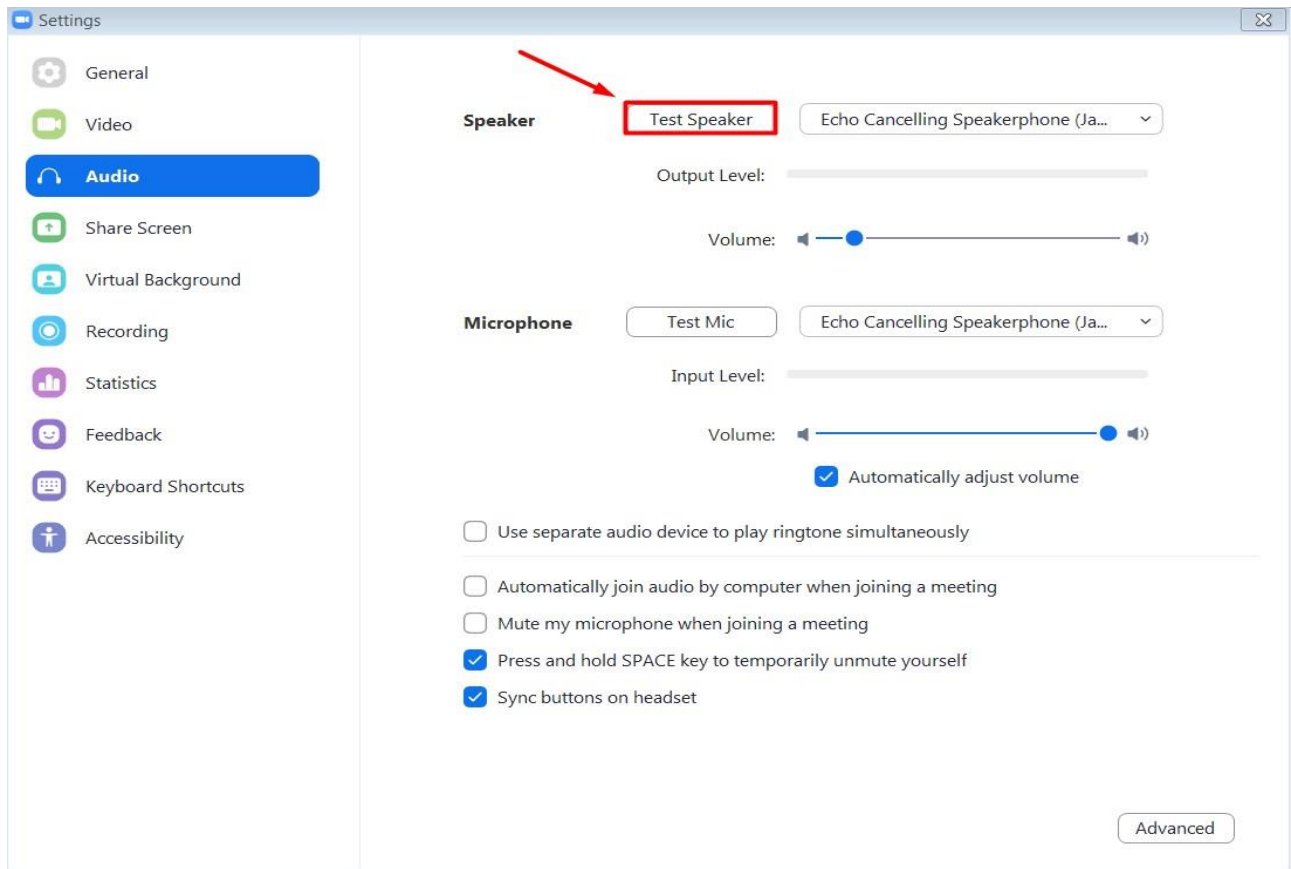 Settings
General
Video
Audio
Share Screen
Virtual Background
Recording
Statistics
Feedback
Keyboard Shortcuts
Accessibility
Speaker Test Speaker Echo Cancelling Speakerphone (Ja...
Output Level:
Volume:
Microphone Test Mic Echo Cancelling Speakerphone (Ja...
Input Level:
Volume:
Automatically adjust volume
Use separate audio device to play ringtone simultaneously
Automatically join audio by computer when joining a meeting
Mute my microphone when joining a meeting
Press and hold SPACE key to temporarily unmute yourself
Sync buttons on headset
Advanced